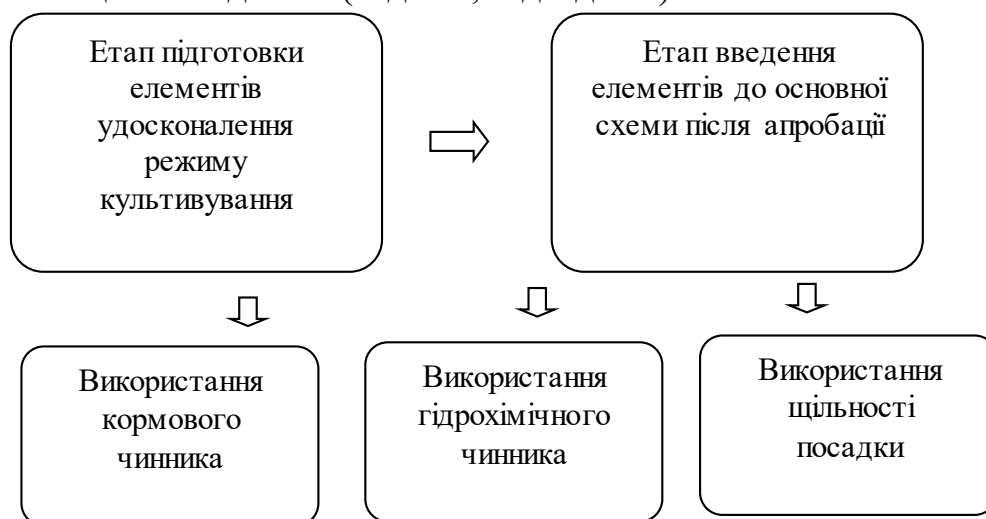 Етап підготовки
елементів
удосконалення
режиму
культивування
Етап введення
елементів до основної
схеми після апробації
Використання
кормового
чинника
Використання
гідрохімічного
чинника
Використання
щільності
посадки